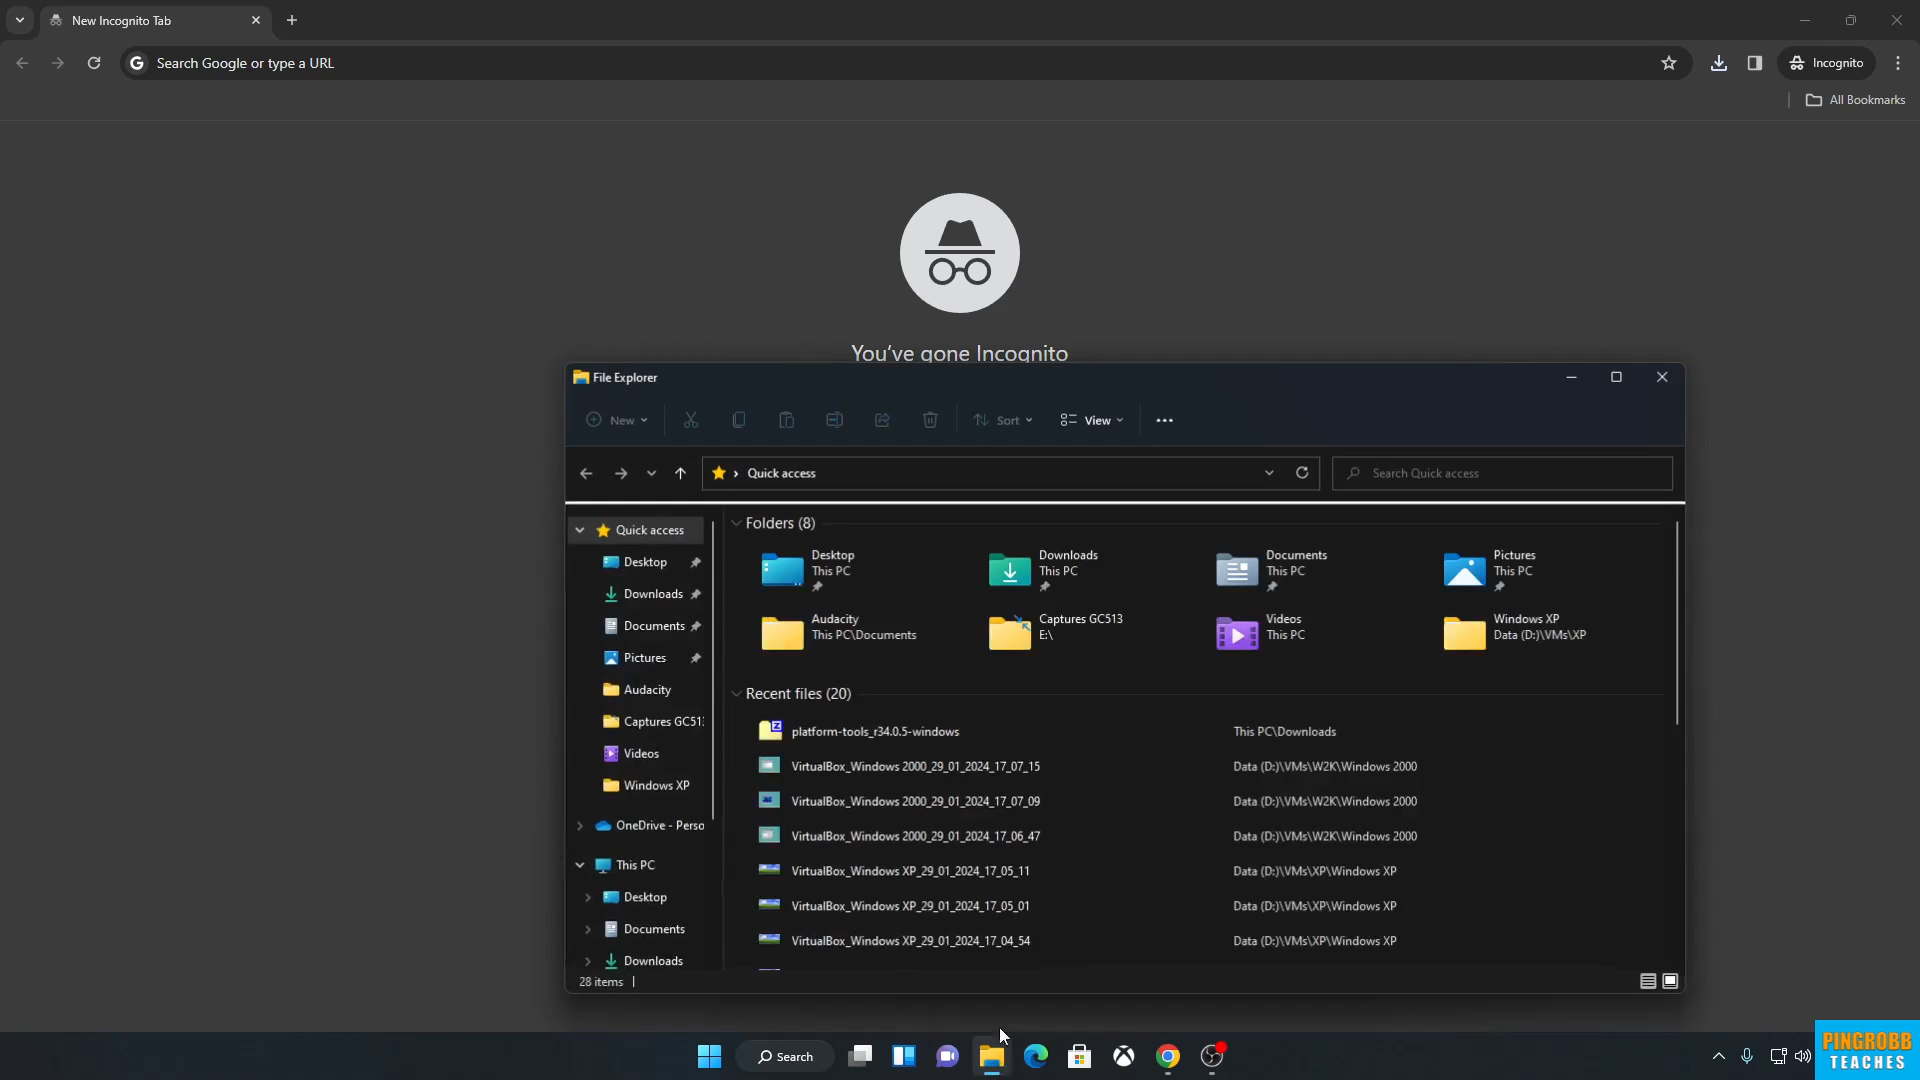 New Incognito Tab
Search Google or type a URL
Incognito
All Bookmarks
You've gone Incognito
File Explorer
New
Sort
View
Quick access
Search Quick access
Quick access
Desktop
Downloads
Documents
Pictures
Audacity
Captures GC513
Videos
Windows XP
OneDrive - Perso
This PC
Desktop
Documents
Downloads
Folders (8)
Desktop
This PC
Downloads
This PC
Documents
This PC
Pictures
This PC
Audacity
This PC\Documents
Captures GC513
E:\
Videos
This PC
Windows XP
Data (D:)\VMs\XP
Recent files (20)
platform-tools_r34.0.5-windows This PC\Downloads
VirtualBox_Windows 2000_29_01_2024_17_07_15 Data (D:)\VMs\W2K\Windows 2000
VirtualBox_Windows 2000_29_01_2024_17_07_09 Data (D:)\VMs\W2K\Windows 2000
VirtualBox_Windows 2000_29_01_2024_17_06_47 Data (D:)\VMs\W2K\Windows 2000
VirtualBox_Windows XP_29_01_2024_17_05_11 Data (D:)\VMs\XP\Windows XP
VirtualBox_Windows XP_29_01_2024_17_05_01 Data (D:)\VMs\XP\Windows XP
VirtualBox_Windows XP_29_01_2024_17_04_54 Data (D:)\VMs\XP\Windows XP
28 items
Search
PINGROBB
TEACHES